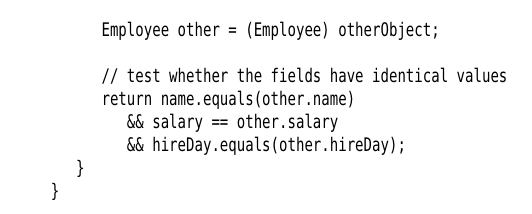 Employee other = (Employee) otherObject;
// test whether the fields have identical values
return name.equals(other.name)
&& salary == other.salary
&& hireDay.equals(other.hireDay);
}
}